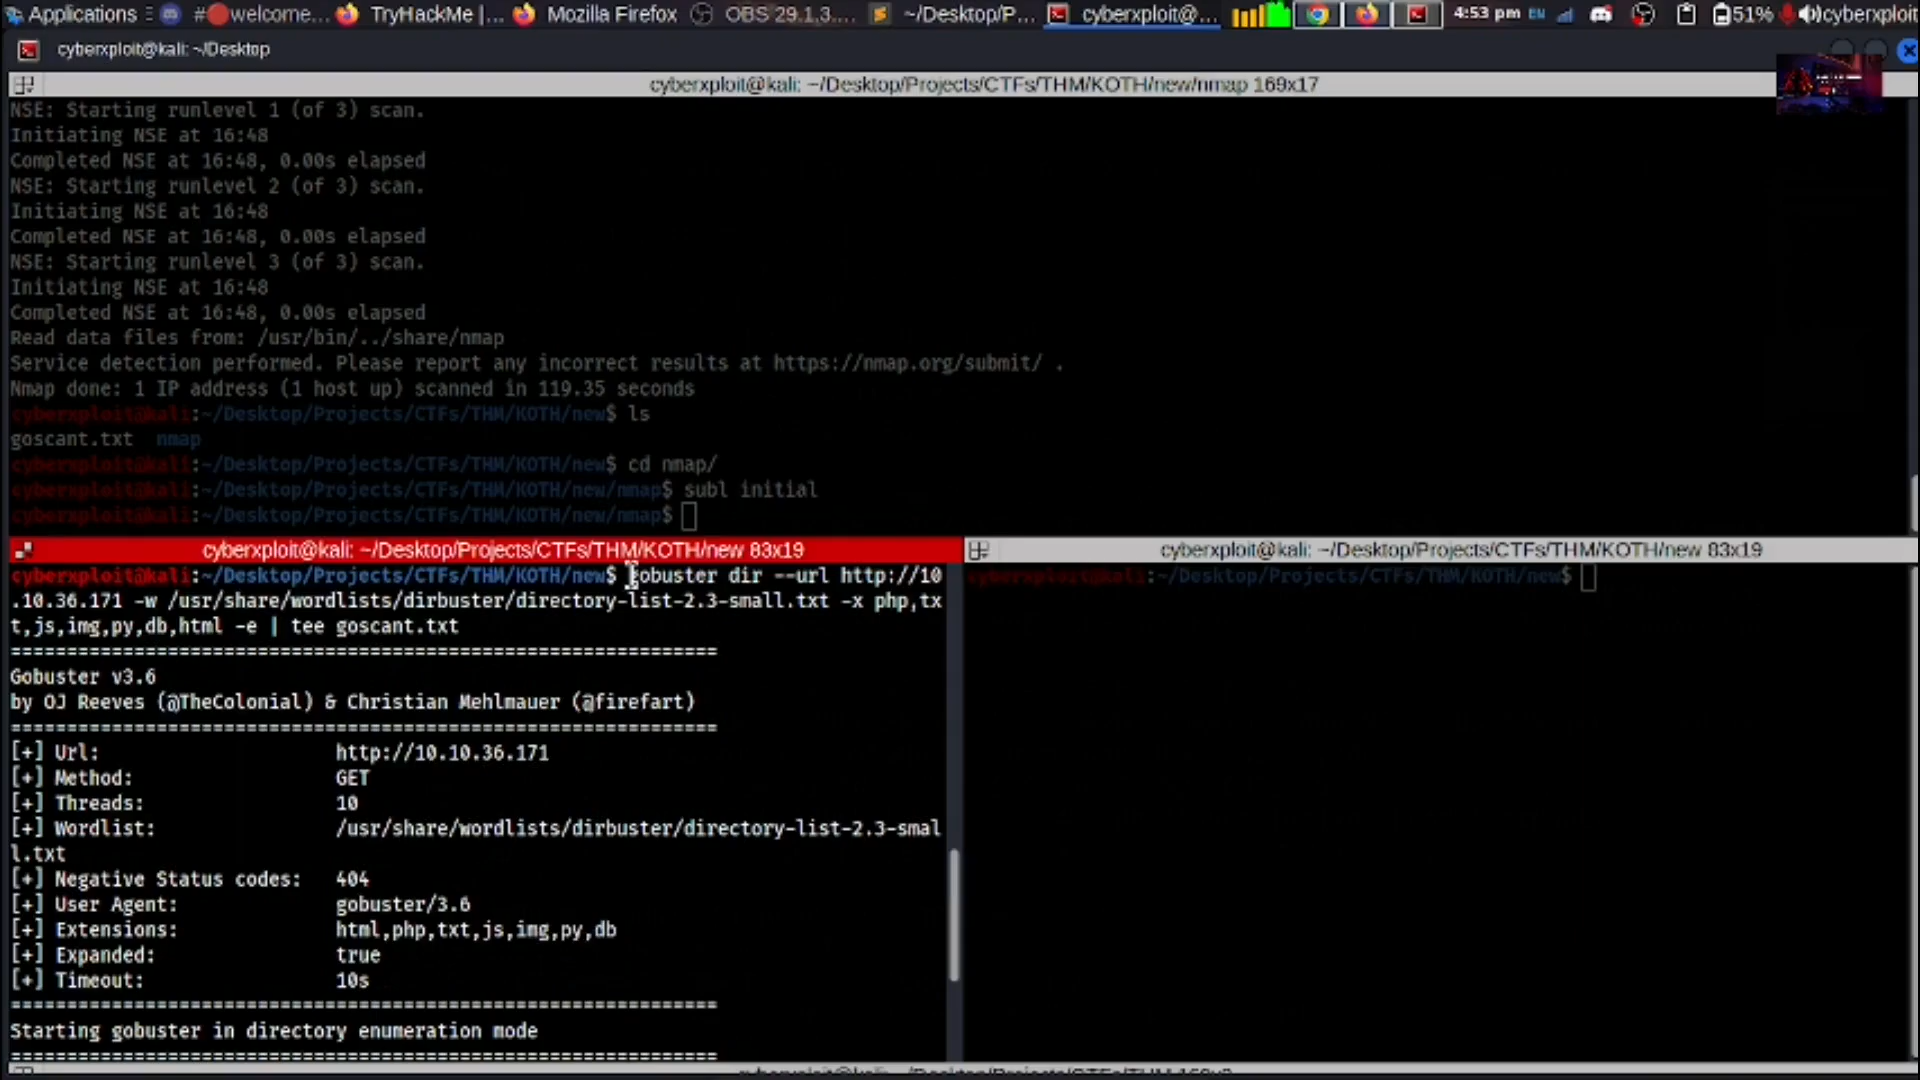 Applications
#welcome...
TryHackMe |...
Mozilla Firefox
OBS 29.1.3....
~/Desktop/P...
cyberxploit@...
4:53 pm
EN
51%
cyberxploit
cyberxploit@kali: ~/Desktop
cyberxploit@kali: ~/Desktop/Projects/CTFs/THM/KOTH/new/nmap 169x17
NSE: Starting runlevel 1 (of 3) scan.
Initiating NSE at 16:48
Completed NSE at 16:48, 0.00s elapsed
NSE: Starting runlevel 2 (of 3) scan.
Initiating NSE at 16:48
Completed NSE at 16:48, 0.00s elapsed
NSE: Starting runlevel 3 (of 3) scan.
Initiating NSE at 16:48
Completed NSE at 16:48, 0.00s elapsed
Read data files from: /usr/bin/../share/nmap
Service detection performed. Please report any incorrect results at https://nmap.org/submit/ .
Nmap done: 1 IP address (1 host up) scanned in 119.35 seconds
cyberxploit@kali:~/Desktop/Projects/CTFs/THM/KOTH/new$ ls
goscant.txt  nmap
cyberxploit@kali:~/Desktop/Projects/CTFs/THM/KOTH/new$ cd nmap/
cyberxploit@kali:~/Desktop/Projects/CTFs/THM/KOTH/new/nmap$ subl initial
cyberxploit@kali:~/Desktop/Projects/CTFs/THM/KOTH/new/nmap$
cyberxploit@kali: ~/Desktop/Projects/CTFs/THM/KOTH/new 83x19
cyberxploit@kali:~/Desktop/Projects/CTFs/THM/KOTH/new$ gobuster dir --url http://10
.10.36.171 -w /usr/share/wordlists/dirbuster/directory-list-2.3-small.txt -x php,tx
t,js,img,py,db,html -e | tee goscant.txt
===============================================================
Gobuster v3.6
by OJ Reeves (@TheColonial) & Christian Mehlmauer (@firefart)
===============================================================
[+] Url:                     http://10.10.36.171
[+] Method:                  GET
[+] Threads:                 10
[+] Wordlist:                /usr/share/wordlists/dirbuster/directory-list-2.3-smal
l.txt
[+] Negative Status codes:   404
[+] User Agent:              gobuster/3.6
[+] Extensions:              html,php,txt,js,img,py,db
[+] Expanded:                true
[+] Timeout:                 10s
===============================================================
Starting gobuster in directory enumeration mode
===============================================================
cyberxploit@kali: ~/Desktop/Projects/CTFs/THM/KOTH/new 83x19
cyberxploit@kali:~/Desktop/Projects/CTFs/THM/KOTH/new$